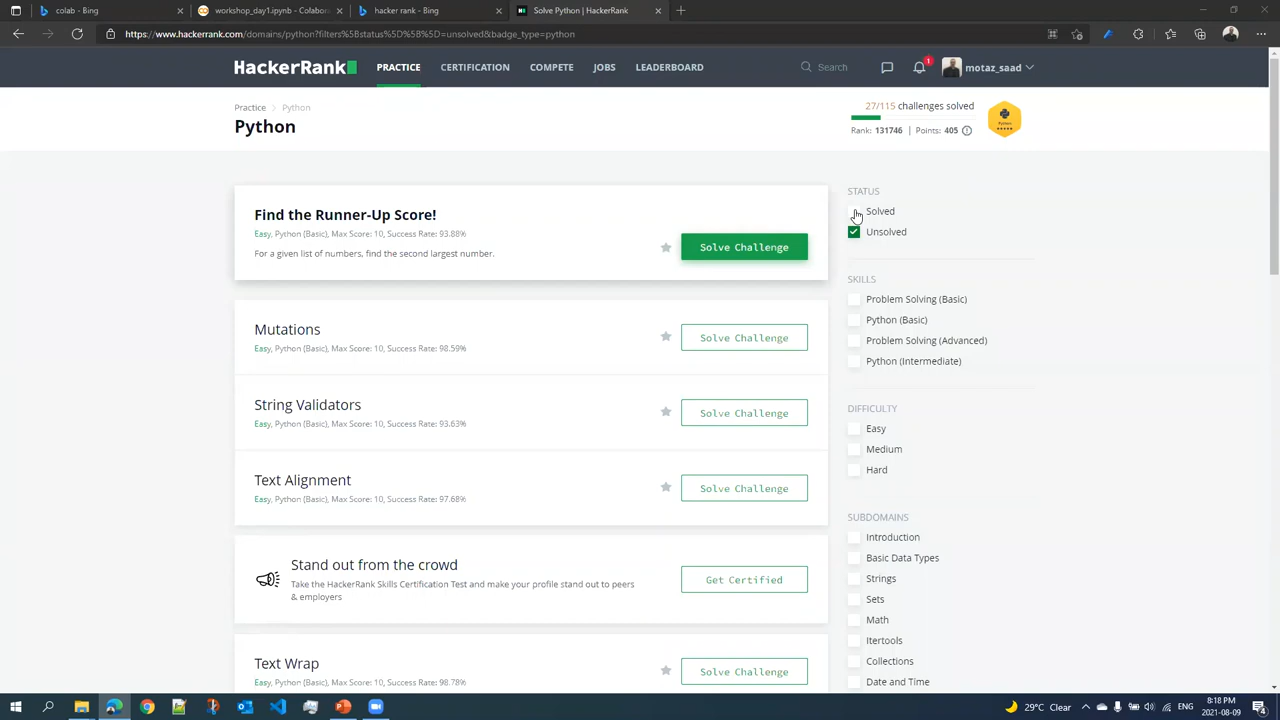 colab - Bing
workshop_day1.ipynb - Colabora
hacker rank - Bing
Solve Python | HackerRank
https://www.hackerrank.com/domains/python?filters%5Bstatus%5D%5B%5D=unsolved&badge_type=python
HackerRank
PRACTICE
CERTIFICATION
COMPETE
JOBS
LEADERBOARD
Search
1
motaz_saad
Practice > Python
Python
27/115 challenges solved
Rank: 131746 | Points: 405
Python
Find the Runner-Up Score!
Easy, Python (Basic), Max Score: 10, Success Rate: 93.88%
For a given list of numbers, find the second largest number.
Solve Challenge
Mutations
Easy, Python (Basic), Max Score: 10, Success Rate: 98.59%
Solve Challenge
String Validators
Easy, Python (Basic), Max Score: 10, Success Rate: 93.63%
Solve Challenge
Text Alignment
Easy, Python (Basic), Max Score: 10, Success Rate: 97.68%
Solve Challenge
Stand out from the crowd
Take the HackerRank Skills Certification Test and make your profile stand out to peers
& employers
Get Certified
Text Wrap
Easy, Python (Basic), Max Score: 10, Success Rate: 98.78%
Solve Challenge
STATUS
Solved
Unsolved
SKILLS
Problem Solving (Basic)
Python (Basic)
Problem Solving (Advanced)
Python (Intermediate)
DIFFICULTY
Easy
Medium
Hard
SUBDOMAINS
Introduction
Basic Data Types
Strings
Sets
Math
Itertools
Collections
Date and Time
29°C Clear
ENG
8:18 PM
2021-08-09